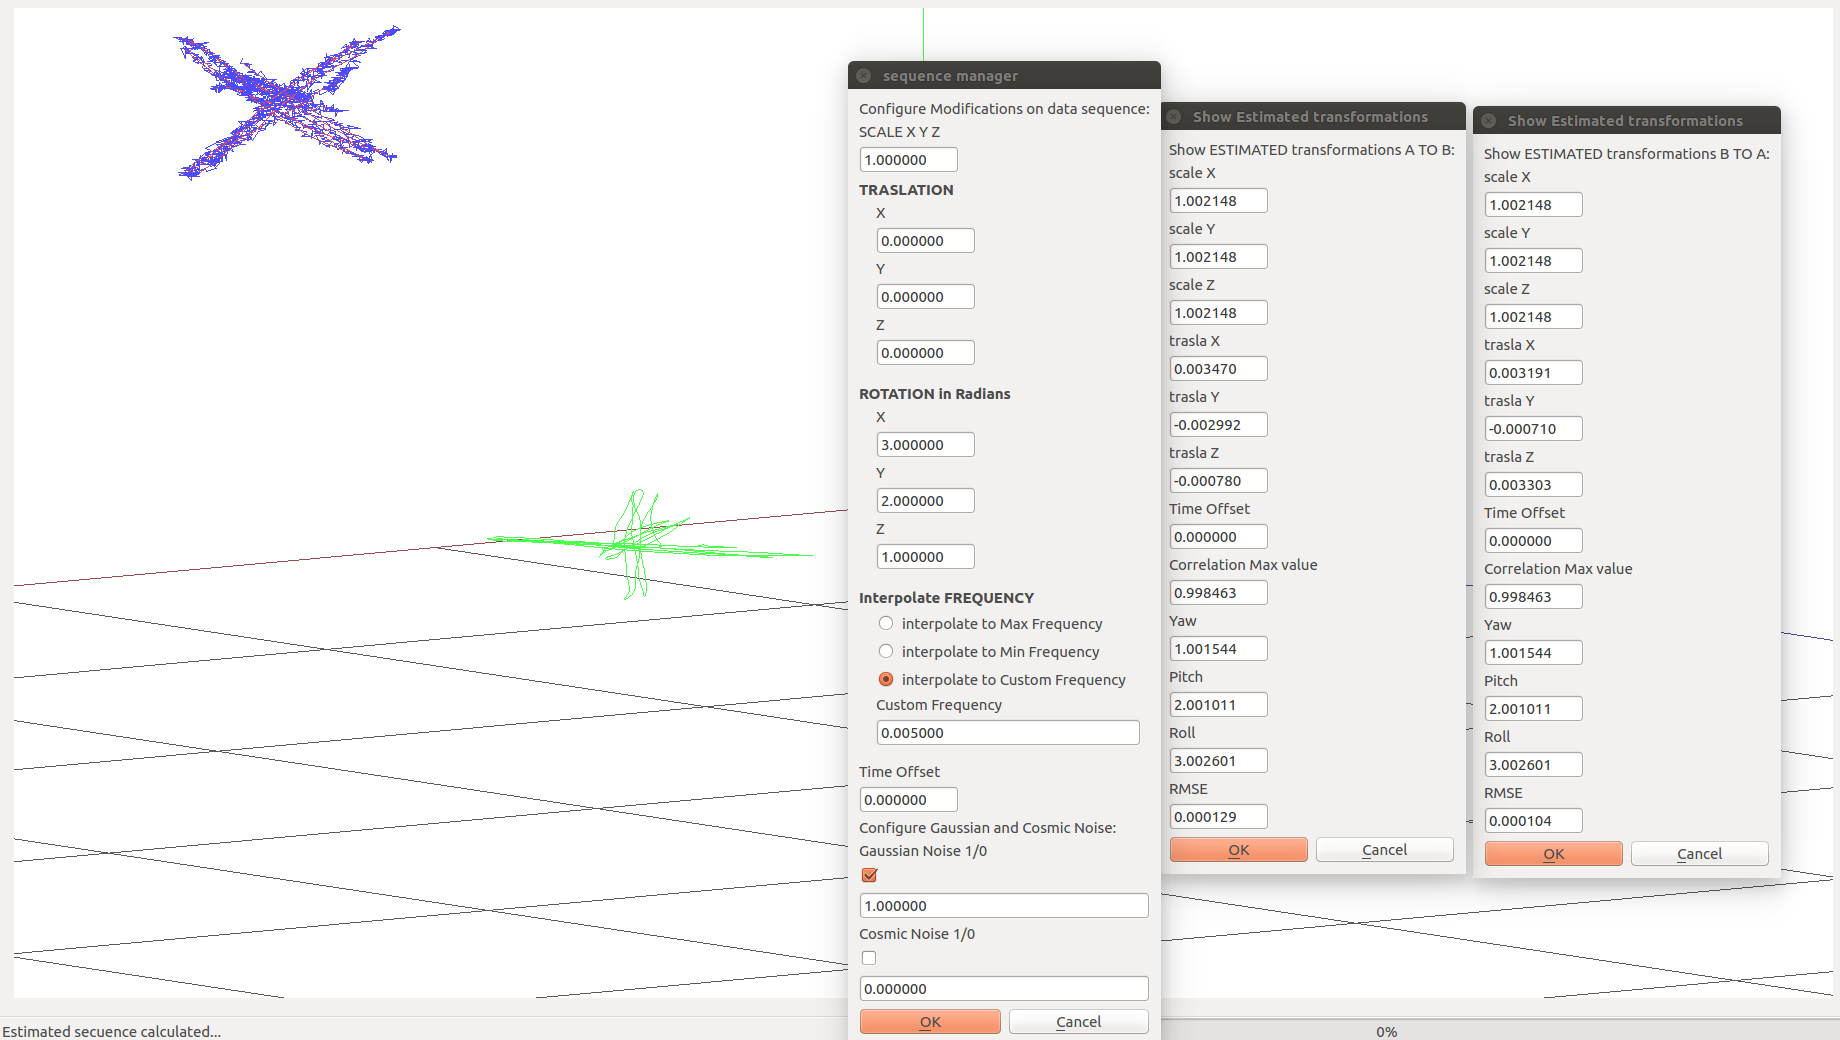 sequence manager
Configure Modifications on data sequence:
SCALE X Y Z
1.000000
TRASLATION
X
0.000000
Y
0.000000
Z
0.000000
ROTATION in Radians
X
3.000000
Y
2.000000
Z
1.000000
Interpolate FREQUENCY
interpolate to Max Frequency
interpolate to Min Frequency
interpolate to Custom Frequency
Custom Frequency
0.005000
Time Offset
0.000000
Configure Gaussian and Cosmic Noise:
Gaussian Noise 1/0
1.000000
Cosmic Noise 1/0
0.000000
OK Cancel
Show Estimated transformations
Show ESTIMATED transformations A TO B:
scale X
1.002148
scale Y
1.002148
scale Z
1.002148
trasla X
0.003470
trasla Y
-0.002992
trasla Z
-0.000780
Time Offset
0.000000
Correlation Max value
0.998463
Yaw
1.001544
Pitch
2.001011
Roll
3.002601
RMSE
0.000129
OK Cancel
Show Estimated transformations
Show ESTIMATED transformations B TO A:
scale X
1.002148
scale Y
1.002148
scale Z
1.002148
trasla X
0.003191
trasla Y
-0.000710
trasla Z
0.003303
Time Offset
0.000000
Correlation Max value
0.998463
Yaw
1.001544
Pitch
2.001011
Roll
3.002601
RMSE
0.000104
OK Cancel
Estimated secuence calculated...
0%